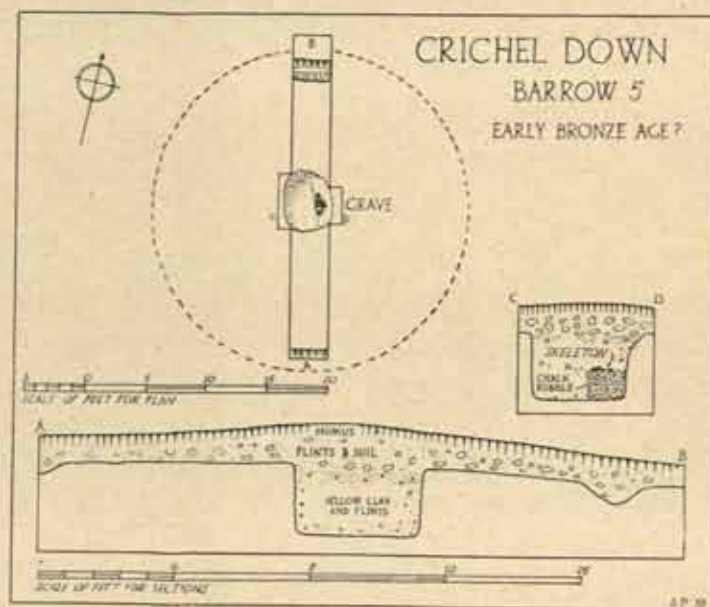 CRICHEL DOWN
BARROW 5
EARLY BRONZE AGE?
B
GRAVE
A
SCALE OF FEET FOR PLAN
C D
SKELETON
CHALK
RUBBLE
A
HUMUS
FLINTS & SOIL
YELLOW CLAY
AND FLINTS
B
SCALE OF FEET FOR SECTIONS